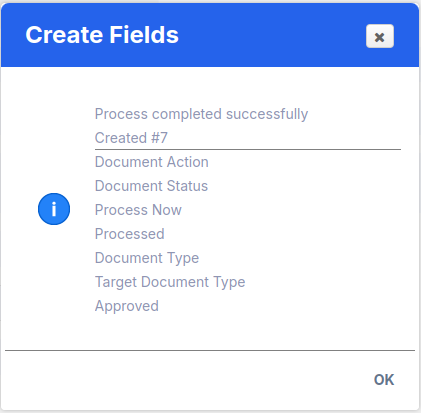 Create Fields
Process completed successfully
Created #7
Document Action
Document Status
Process Now
Processed
Document Type
Target Document Type
Approved
OK